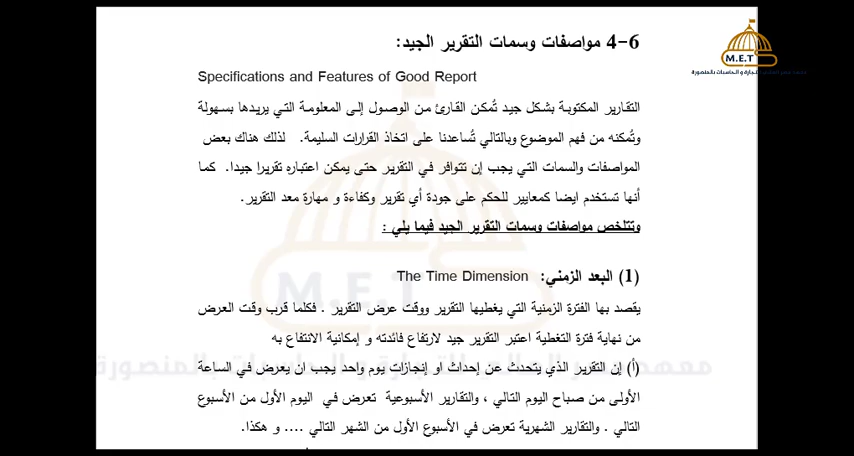 4-6 مواصفات وسمات التقرير الجيد:
M.E.T
Specifications and Features of Good Report
التقارير المكتوبة بشكل جيد تُمكن القارئ من الوصول إلى المعلومة التي يريدها بسهولة
وتُمكنه من فهم الموضوع وبالتالي تُساعدنا على اتخاذ القرارات السليمة. لذلك هناك بعض
المواصفات والسمات التي يجب إن تتوافر في التقرير حتى يمكن اعتباره تقريرا جيدا. كما
أنها تستخدم ايضا كمعايير للحكم على جودة أي تقرير وكفاءة و مهارة معد التقرير.
وتتلخص مواصفات وسمات التقرير الجيد فيما يلي :
(1) البعد الزمني: The Time Dimension
M.E.T
يقصد بها الفترة الزمنية التي يغطيها التقرير ووقت عرض التقرير . فكلما قرب وقت العرض
من نهاية فترة التغطية اعتبر التقرير جيد لارتفاع فائدته و إمكانية الانتفاع به
(أ) إن التقرير الذي يتحدث عن إحداث او إنجازات يوم واحد يجب ان يعرض في الساعة
الأولى من صباح اليوم التالي ، والتقارير الأسبوعية تعرض في اليوم الأول من الأسبوع
التالي . والتقارير الشهرية تعرض في الأسبوع الأول من الشهر التالي .... و هكذا.